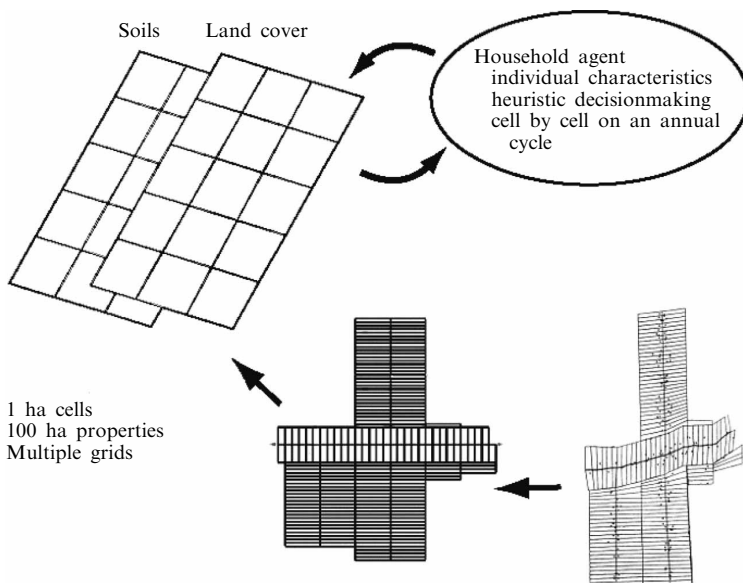 Soils
Land cover
Household agent
individual characteristics
heuristic decisionmaking
cell by cell on an annual
cycle
1 ha cells
100 ha properties
Multiple grids